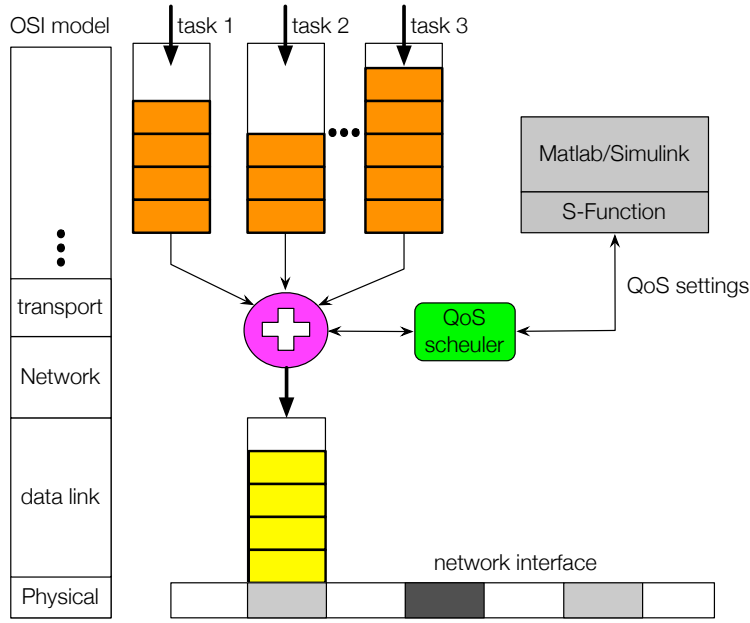 OSI model
task 1
task 2
task 3
Matlab/Simulink
S-Function
QoS settings
transport
QoS
scheuler
Network
data link
network interface
Physical